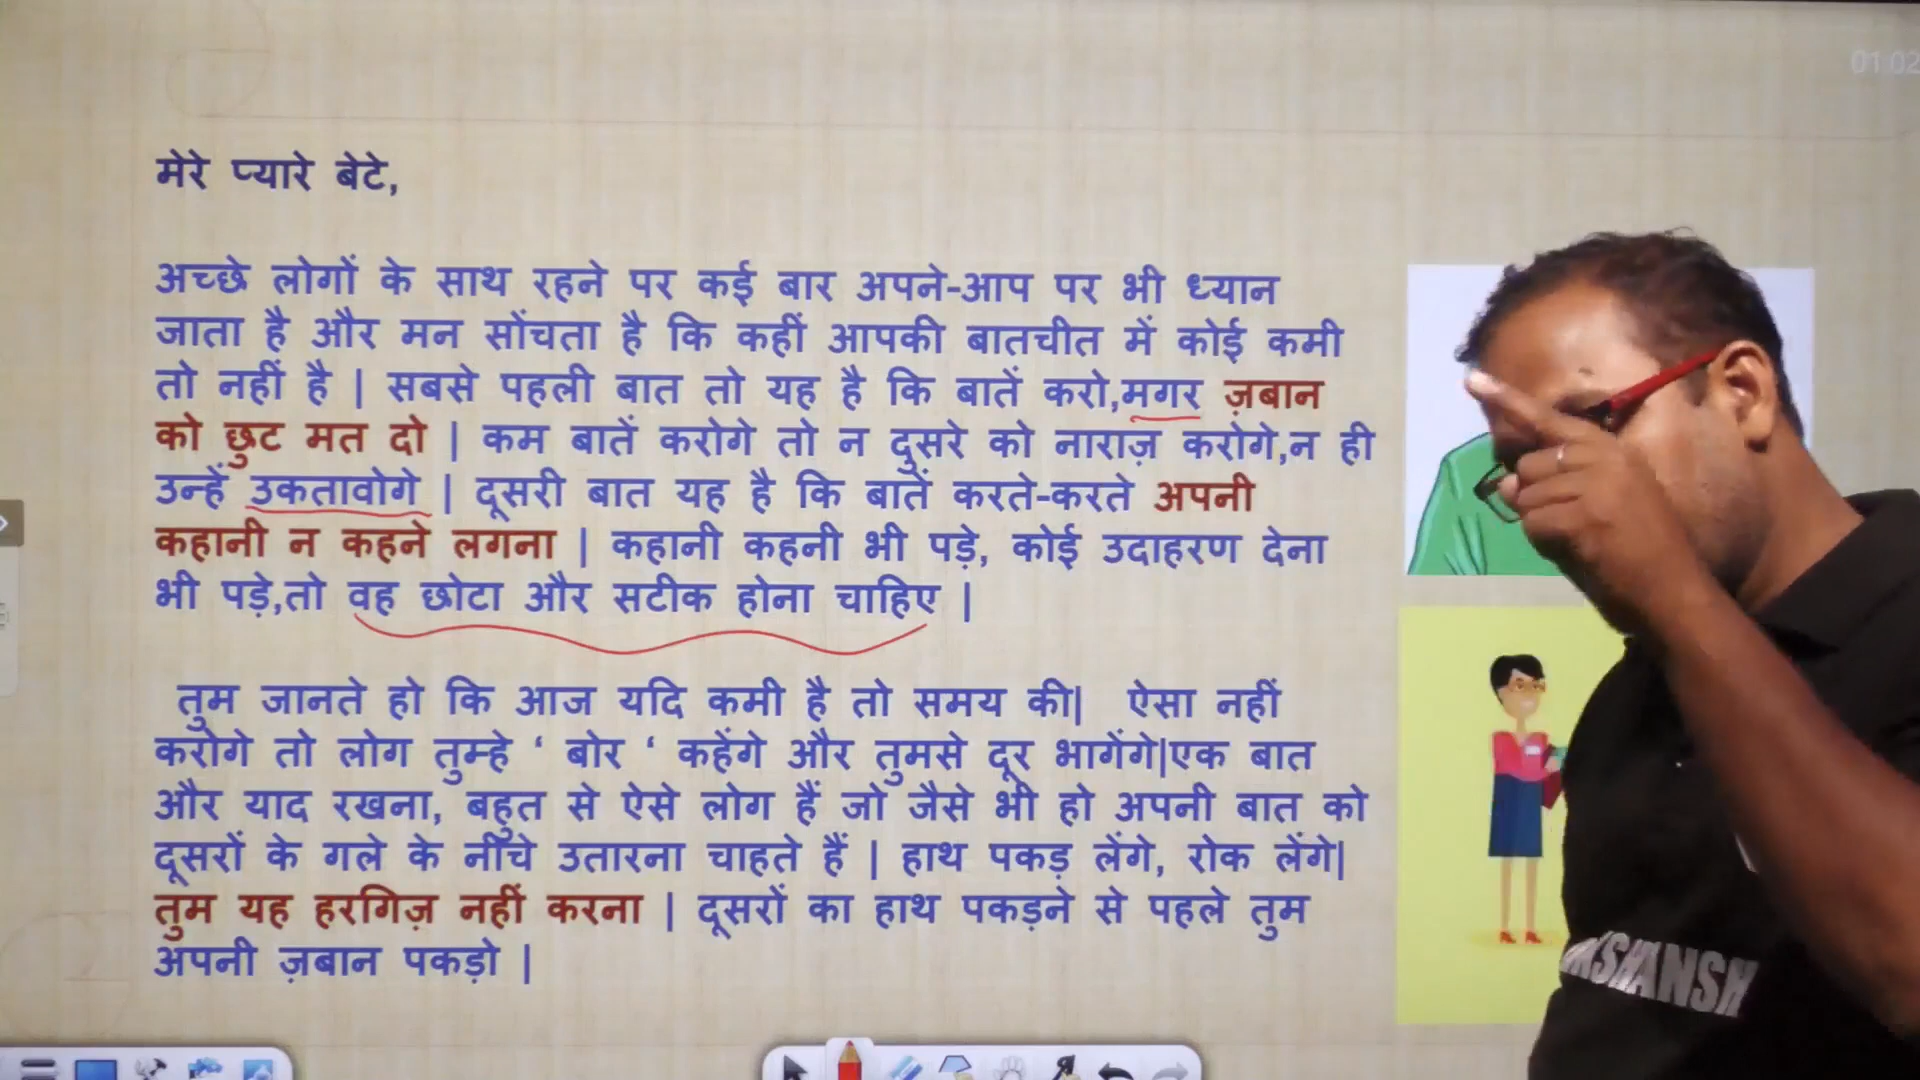 01:02
मेरे प्यारे बेटे,
अच्छे लोगों के साथ रहने पर कई बार अपने-आप पर भी ध्यान
जाता है और मन सोंचता है कि कहीं आपकी बातचीत में कोई कमी
तो नहीं है | सबसे पहली बात तो यह है कि बातें करो,मगर ज़बान
को छुट मत दो | कम बातें करोगे तो न दुसरे को नाराज़ करोगे,न ही
उन्हें उकतावोगे | दूसरी बात यह है कि बातें करते-करते अपनी
कहानी न कहने लगना | कहानी कहनी भी पड़े, कोई उदाहरण देना
भी पड़े,तो वह छोटा और सटीक होना चाहिए |
तुम जानते हो कि आज यदि कमी है तो समय की| ऐसा नहीं
करोगे तो लोग तुम्हे ‘ बोर ‘ कहेंगे और तुमसे दूर भागेंगे|एक बात
और याद रखना, बहुत से ऐसे लोग हैं जो जैसे भी हो अपनी बात को
दूसरों के गले के नीचे उतारना चाहते हैं | हाथ पकड़ लेंगे, रोक लेंगे|
तुम यह हरगिज़ नहीं करना | दूसरों का हाथ पकड़ने से पहले तुम
अपनी ज़बान पकड़ो |